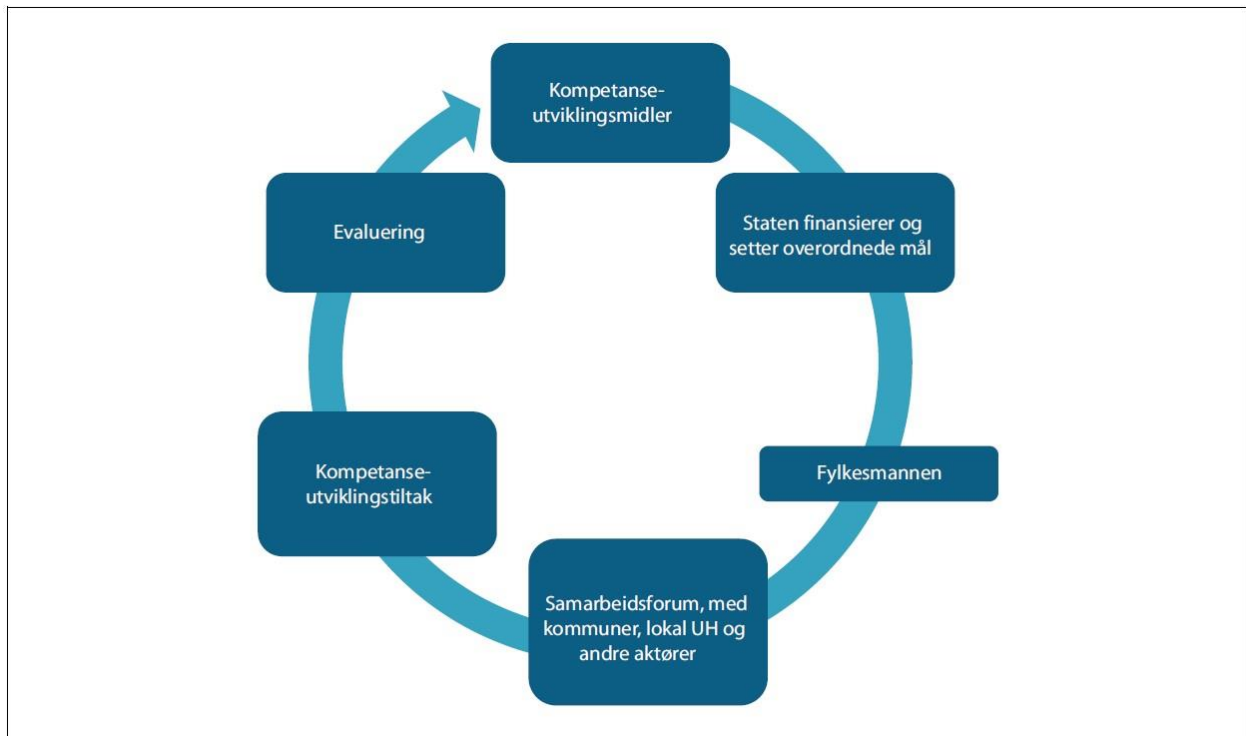 Kompetanse-
utviklingsmidler
Staten finansierer og
setter overordnede mål
Fylkesmannen
Samarbeidsforum, med
kommuner, lokal UH og
andre aktører
Kompetanse-
utviklingstiltak
Evaluering